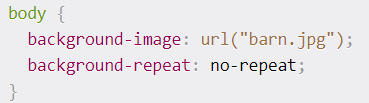 body {
  background-image: url("barn.jpg");
  background-repeat: no-repeat;
}